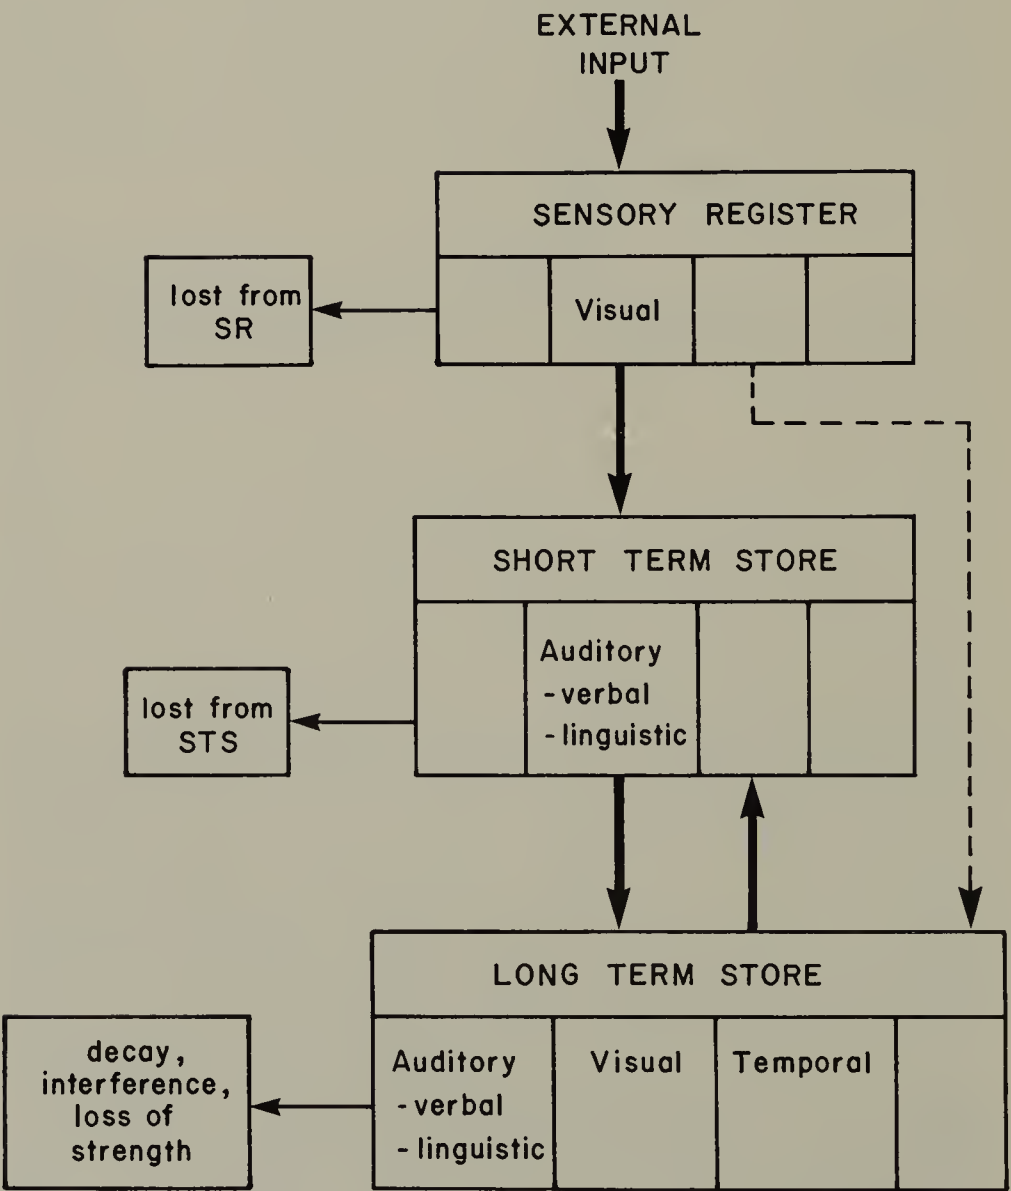 EXTERNAL
INPUT
SENSORY REGISTER
lost from
SR
Visual
SHORT TERM STORE
lost from
STS
Auditory
-verbal
-linguistic
LONG TERM STORE
decay,
interference,
loss of
strength
Auditory
-verbal
-linguistic
Visual
Temporal